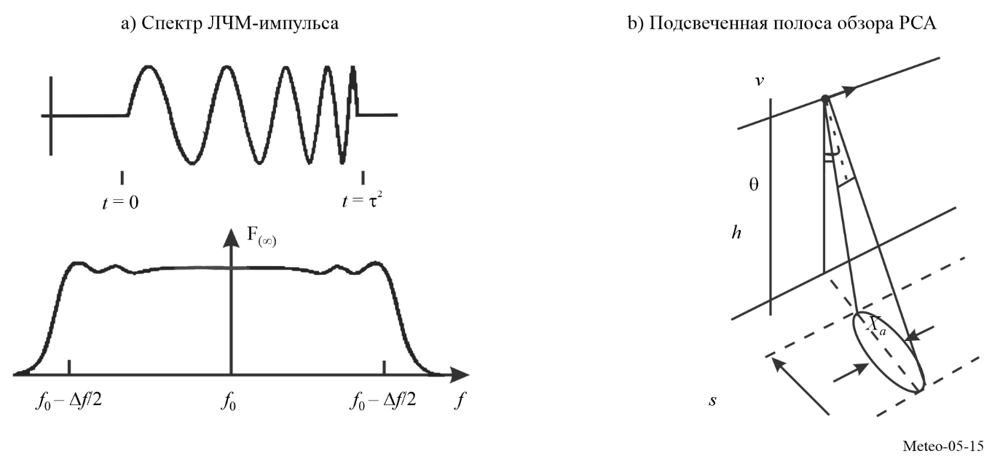 a) Спектр ЛЧМ-импульса
t = 0
t = τ²
F(∞)
f₀ – Δf/2
f₀
f₀ – Δf/2
f
b) Подсвеченная полоса обзора РСА
v
θ
h
Xₐ
s
Meteo-05-15